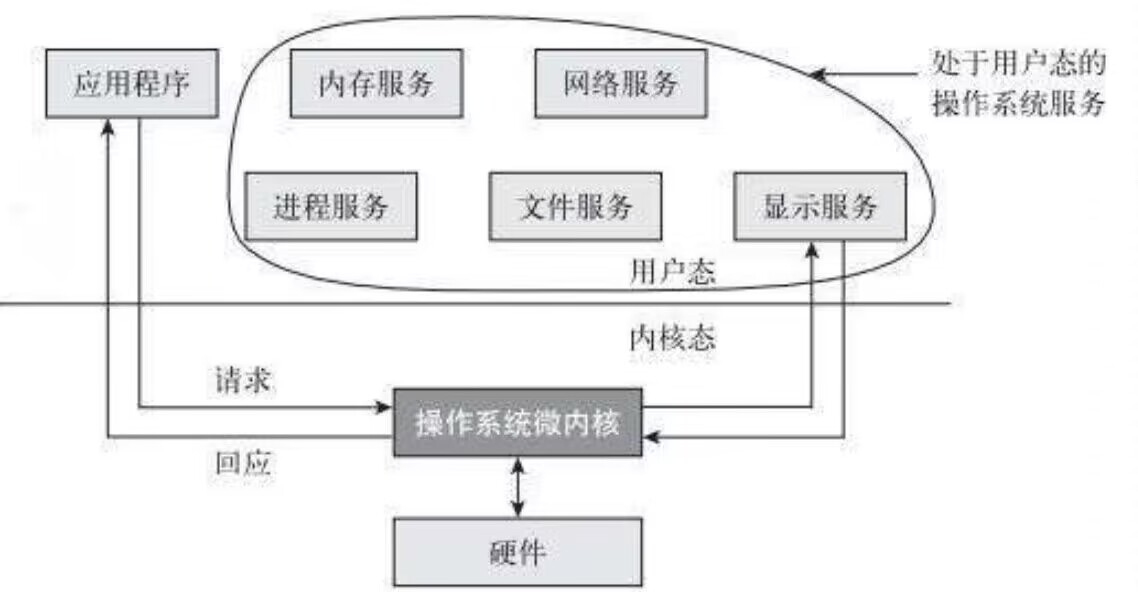 应用程序
内存服务
网络服务
处于用户态的
操作系统服务
进程服务
文件服务
显示服务
用户态
内核态
请求
操作系统微内核
回应
硬件